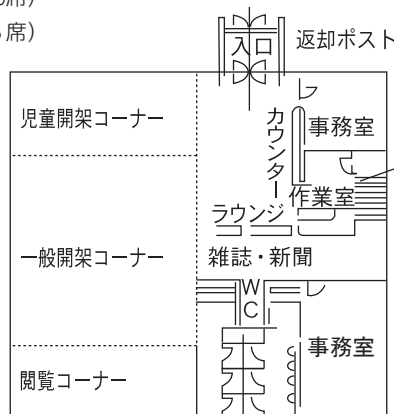 席)
席)
入口
返却ポスト
児童開架コーナー
カウンター
事務室
作業室
ラウンジ
一般開架コーナー
雑誌・新聞
WC
事務室
閲覧コーナー